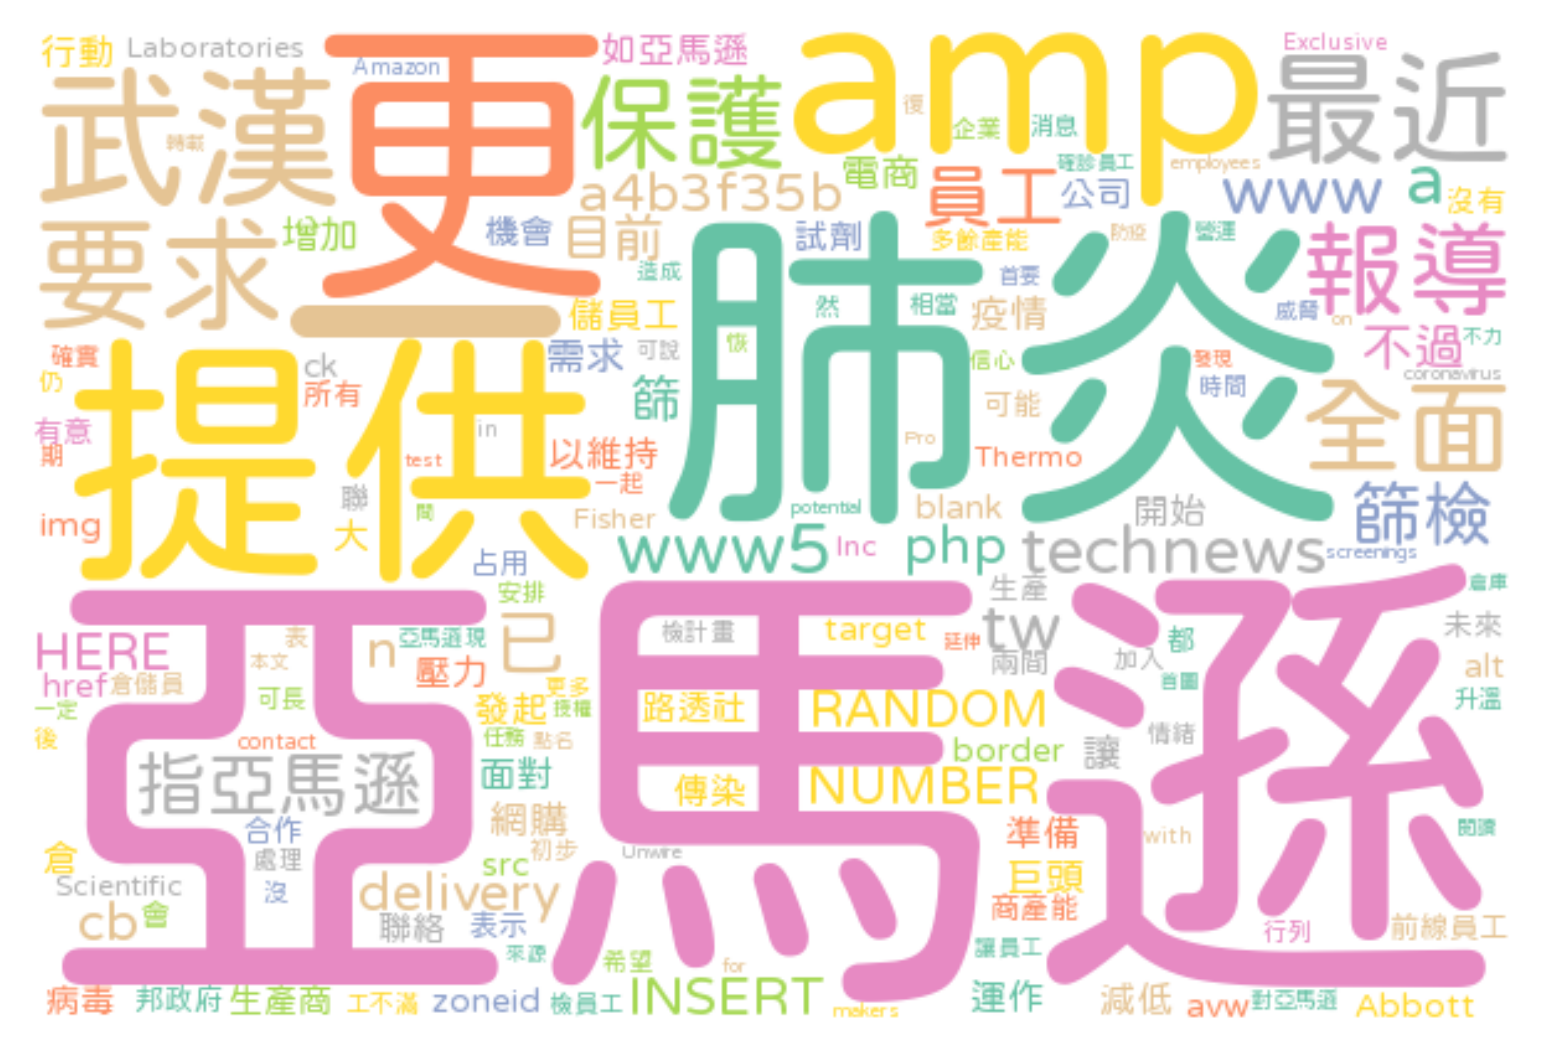 行動
Laboratories
更
如亞馬遜
amp
Exclusive
Amazon
武漢
轉載
保護
復
企業
消息
最近
電商
確診員工
employees
a4b3f35b
員工
公司
www
a
沒有
要求
增加
機會
目前
試劑
多餘產能
防疫
營運
報導
肺炎
造成
首要
一
儲員工
然
相當
疫情
威脅
on
不過
不力
確實
仍
提供
ck
所有
需求
可說
恢
信心
發現
coronavirus
篩
可能
時間
全面
有意
期
in
test
以維持
一起
Pro
Thermo
聯
間
大
img
Fisher
potential
blank
開始
篩檢
占用
www5
Inc
php
technews
screenings
安排
生產
倉庫
亞馬遜
HERE
表
本文
n
亞馬遜現
已
檢計畫
target
延伸
tw
兩間
都
加入
首圖
未來
alt
href
倉儲員
壓力
更多
一定
可長
發起
授權
路透社
RANDOM
升溫
後
contact
任務
點名
border
讓
情緒
指亞馬遜
面對
傳染
NUMBER
合作
網購
初步
準備
with
閱讀
倉
處理
Unwire
src
巨頭
Scientific
沒
delivery
商產能
cb
會
聯絡
表示
行列
前線員工
來源
希望
for
讓員工
病毒
邦政府
生產商
工不滿
zoneid
檢員工
INSERT
makers
運作
減低
avw
對亞馬遜
Abbott